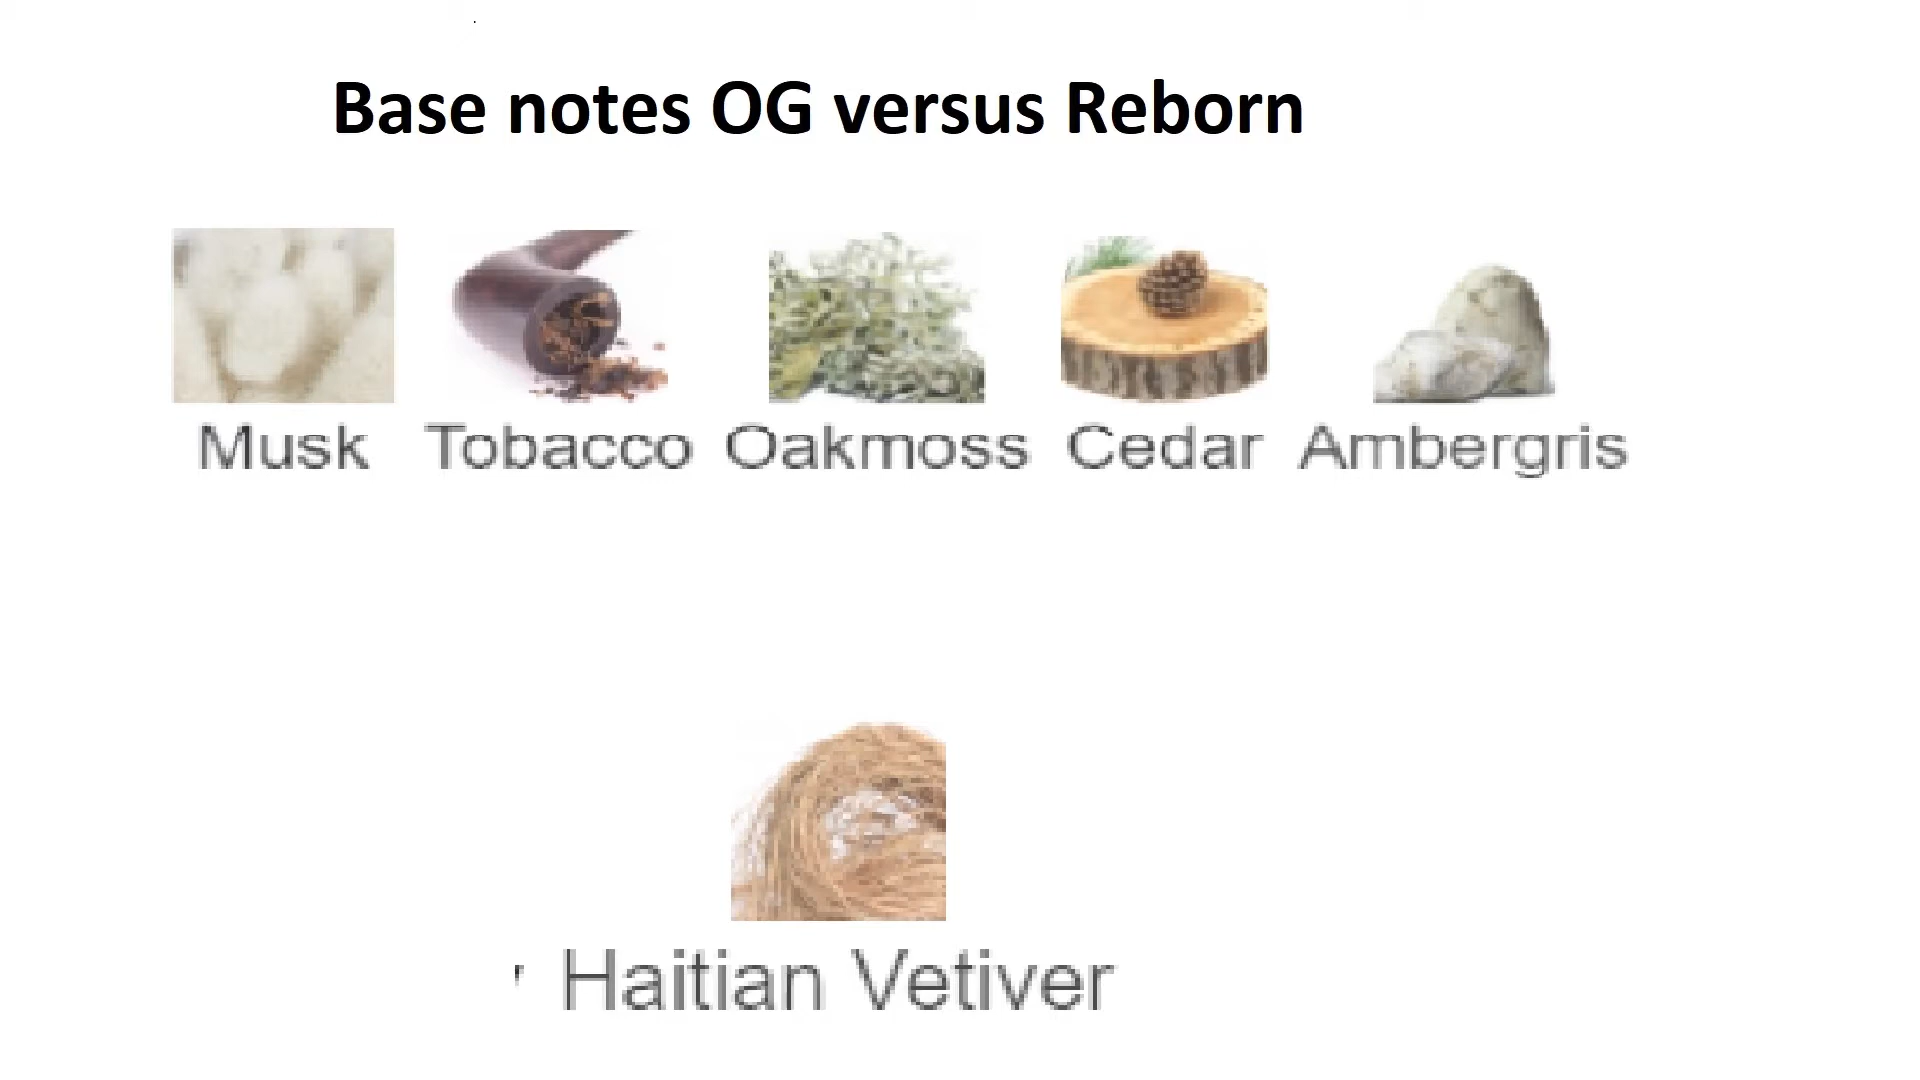 Base notes OG versus Reborn
Musk Tobacco Oakmoss Cedar Ambergris
Haitian Vetiver